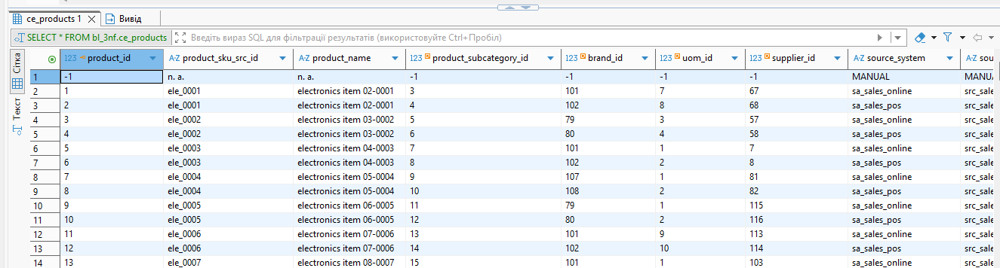 ce_products 1 Вивід
SELECT * FROM bl_3nf.ce_products Введіть вираз SQL для фільтрації результатів (використовуйте Ctrl+Пробіл)
Сітка
Текст
123 product_id A-Z product_sku_src_id A-Z product_name 123 product_subcategory_id 123 brand_id 123 uom_id 123 supplier_id A-Z source_system A-Z sou
1 -1 n. a. n. a. -1 -1 -1 -1 MANUAL MANUA
2 1 ele_0001 electronics item 02-0001 3 101 7 67 sa_sales_online src_sale
3 2 ele_0001 electronics item 02-0001 4 102 8 68 sa_sales_pos src_sale
4 3 ele_0002 electronics item 03-0002 5 79 3 57 sa_sales_online src_sale
5 4 ele_0002 electronics item 03-0002 6 80 4 58 sa_sales_pos src_sale
6 5 ele_0003 electronics item 04-0003 7 101 1 7 sa_sales_online src_sale
7 6 ele_0003 electronics item 04-0003 8 102 2 8 sa_sales_pos src_sale
8 7 ele_0004 electronics item 05-0004 9 107 1 81 sa_sales_online src_sale
9 8 ele_0004 electronics item 05-0004 10 108 2 82 sa_sales_pos src_sale
10 9 ele_0005 electronics item 06-0005 11 79 1 115 sa_sales_online src_sale
11 10 ele_0005 electronics item 06-0005 12 80 2 116 sa_sales_pos src_sale
12 11 ele_0006 electronics item 07-0006 13 101 9 113 sa_sales_online src_sale
13 12 ele_0006 electronics item 07-0006 14 102 10 114 sa_sales_pos src_sale
14 13 ele_0007 electronics item 08-0007 15 101 1 103 sa_sales_online src_sale